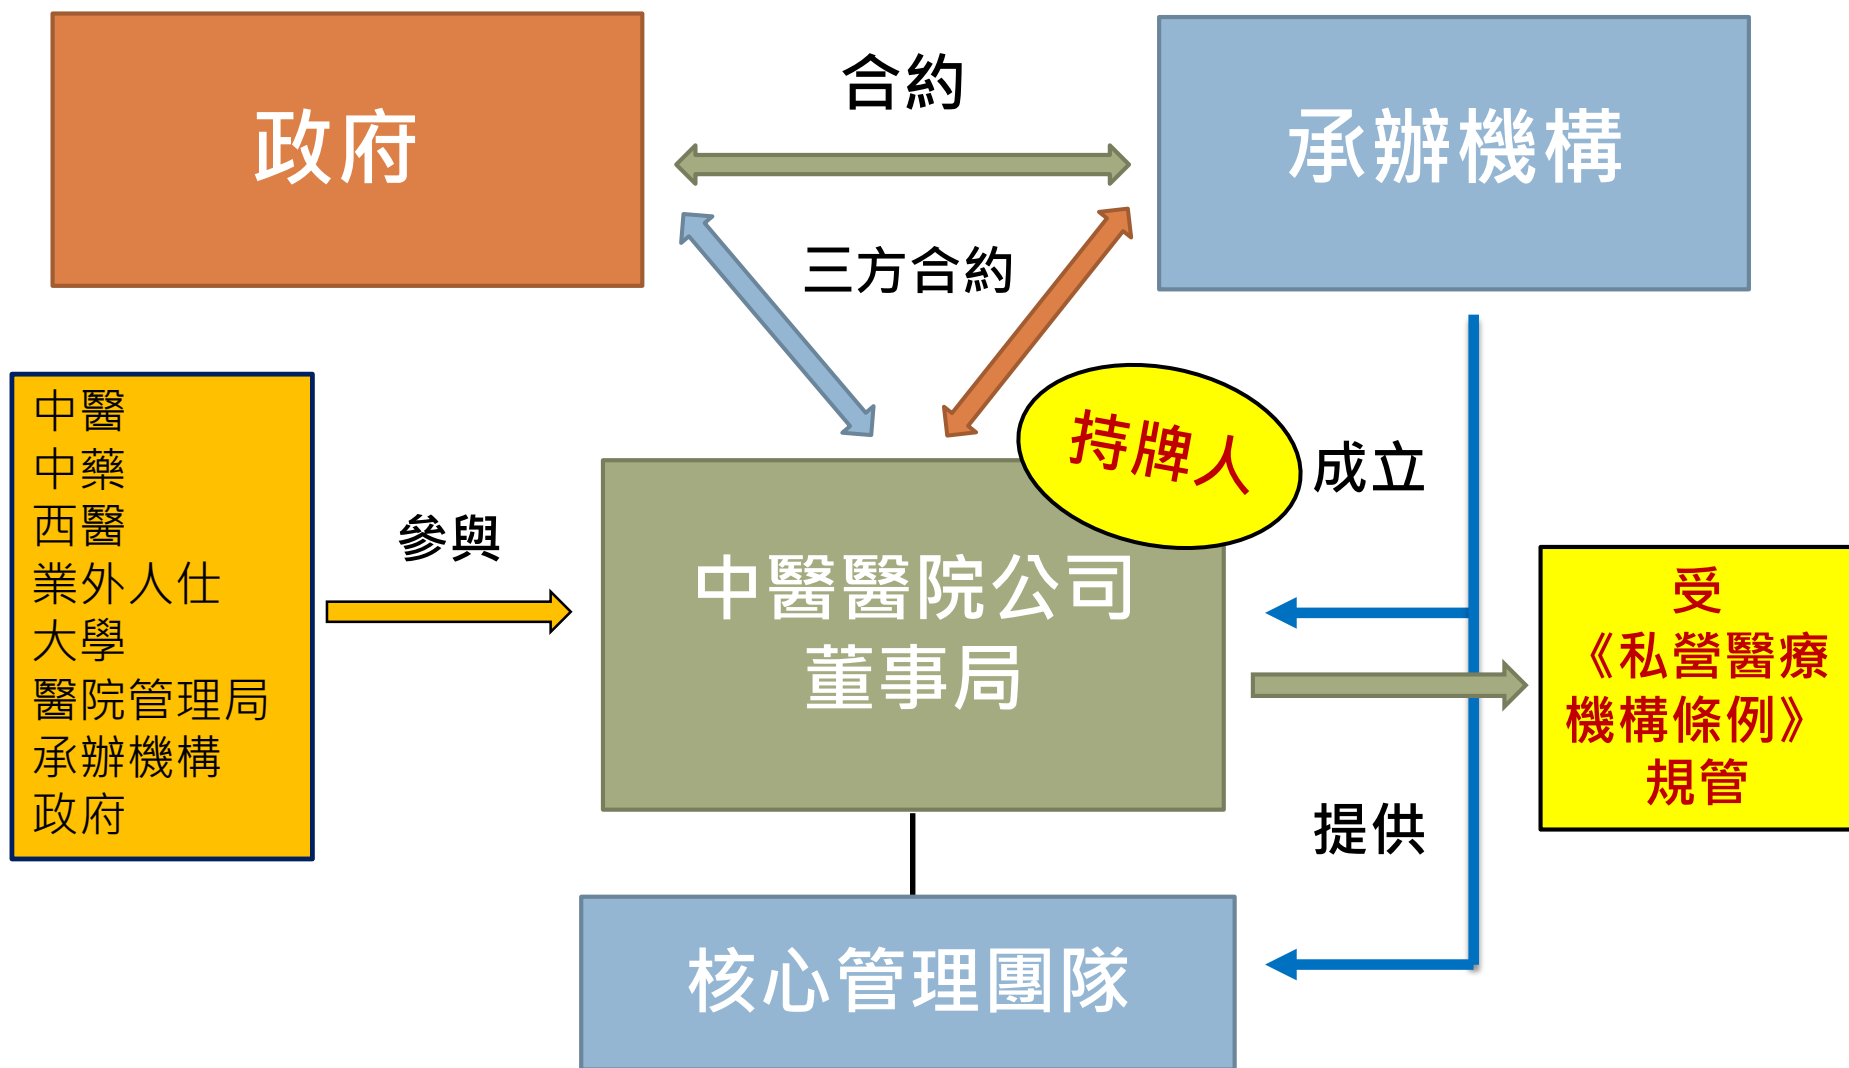 政府
合約
承辦機構
三方合約
中醫
中藥
西醫
業外人仕
大學
醫院管理局
承辦機構
政府
參與
持牌人
成立
中醫醫院公司
董事局
受
《私營醫療
機構條例》
規管
提供
核心管理團隊